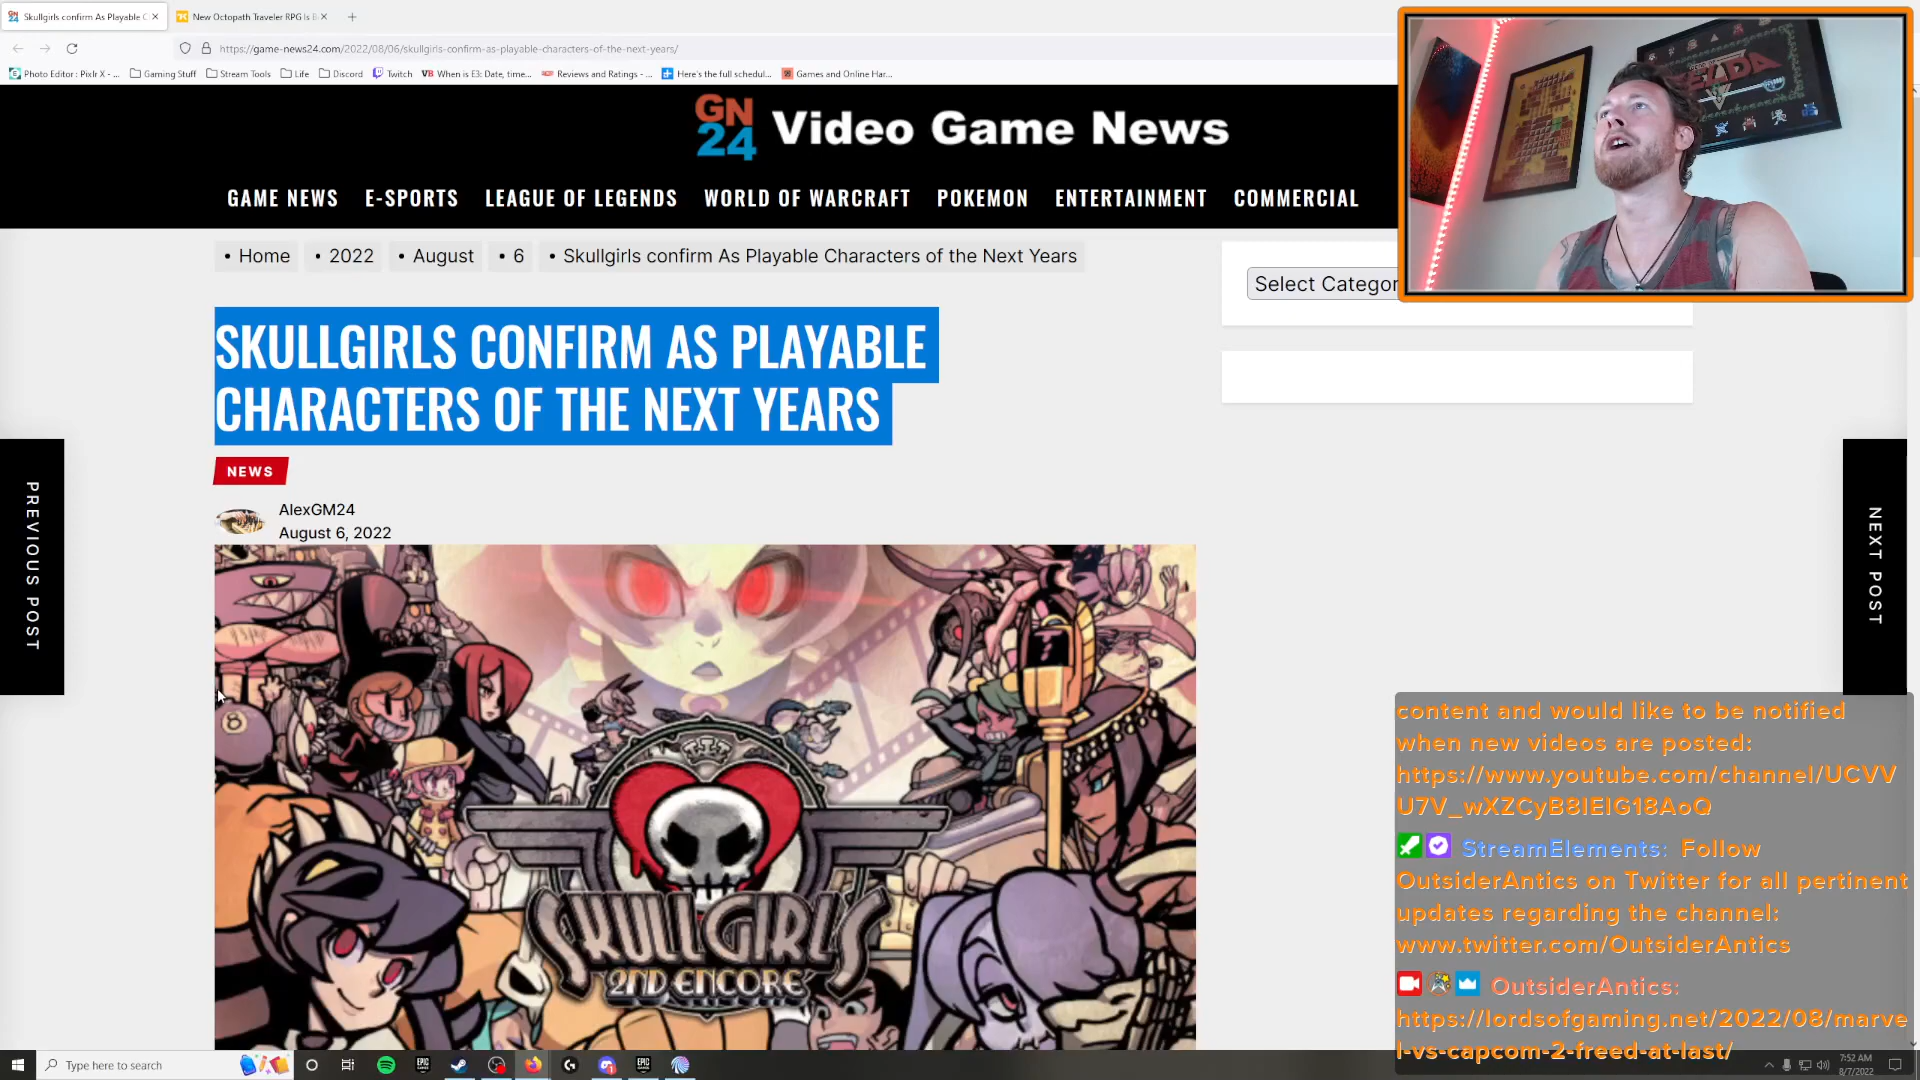 Skullgirls confirm As Playable C
New Octopath Traveler RPG Is B
https://game-news24.com/2022/08/06/skullgirls-confirm-as-playable-characters-of-the-next-years/
Photo Editor : Pixlr X - ...
Gaming Stuff
Stream Tools
Life
Discord
Twitch
When is E3: Date, time...
Reviews and Ratings - ...
Here's the full schedul...
Games and Online Har...
GN
24
Video Game News
GAME NEWS
E-SPORTS
LEAGUE OF LEGENDS
WORLD OF WARCRAFT
POKEMON
ENTERTAINMENT
COMMERCIAL
• Home
• 2022
• August
• 6
• Skullgirls confirm As Playable Characters of the Next Years
Select Categor
SKULLGIRLS CONFIRM AS PLAYABLE
CHARACTERS OF THE NEXT YEARS
NEWS
AlexGM24
August 6, 2022
PREVIOUS POST
NEXT POST
8
SKULLGIRLS
2ND ENCORE
ZELDA
content and would like to be notified
when new videos are posted:
https://www.youtube.com/channel/UCVV
U7V_wXZCyB8IEIG18AoQ
StreamElements: Follow
OutsiderAntics on Twitter for all pertinent
updates regarding the channel:
www.twitter.com/OutsiderAntics
OutsiderAntics:
https://lordsofgaming.net/2022/08/marve
l-vs-capcom-2-freed-at-last/
Type here to search
7:52 AM
8/7/2022